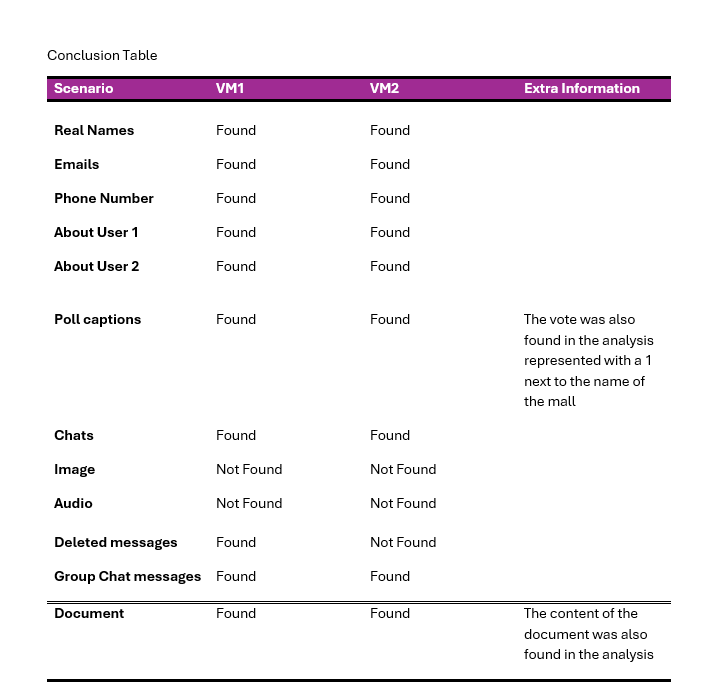 Conclusion Table
Scenario VM1 VM2 Extra Information
Real Names Found Found
Emails Found Found
Phone Number Found Found
About User 1 Found Found
About User 2 Found Found
Poll captions Found Found The vote was also
found in the analysis
represented with a 1
next to the name of
the mall
Chats Found Found
Image Not Found Not Found
Audio Not Found Not Found
Deleted messages Found Not Found
Group Chat messages Found Found
Document Found Found The content of the
document was also
found in the analysis